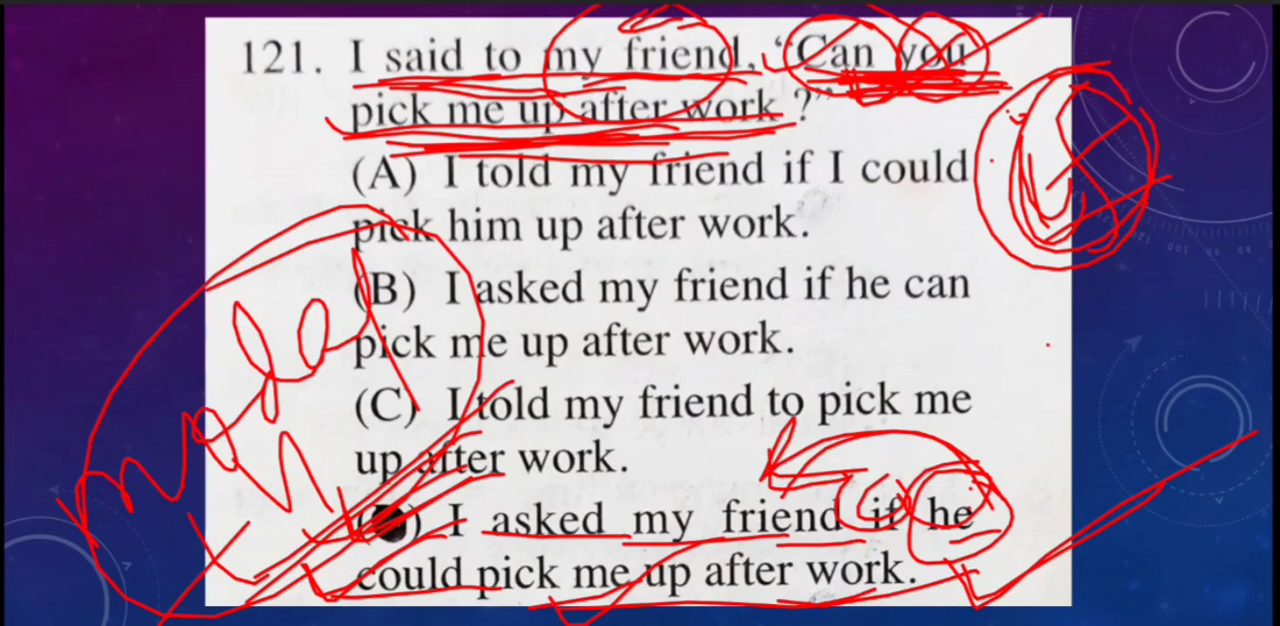 121. I said to my friend, “Can you
pick me up after work ?”
(A) I told my friend if I could
pick him up after work.
(B) I asked my friend if he can
pick me up after work.
(C) I told my friend to pick me
up after work.
I asked my friend if he
could pick me up after work.